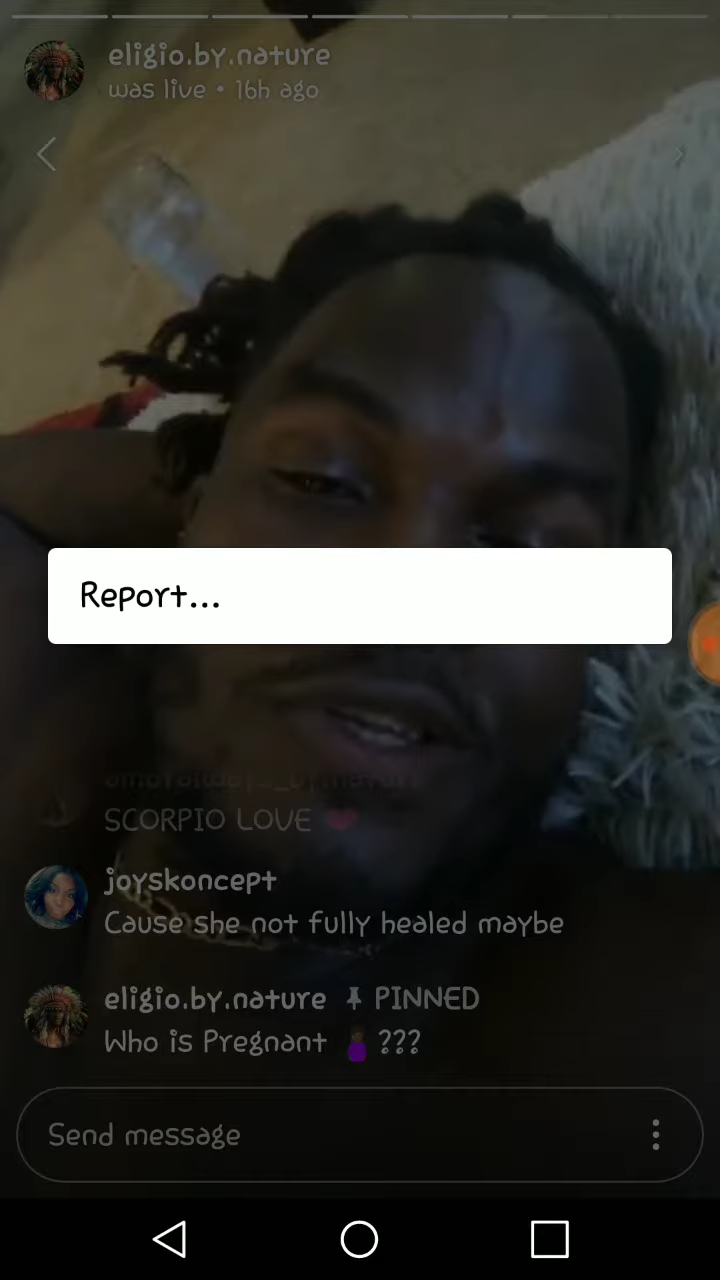 eligio.by.nature
was live • 16h ago
Report...
SCORPIO LOVE ❤
joyskoncept
Cause she not fully healed maybe
eligio.by.nature 📌 PINNED
Who is Pregnant 🤰🏾 ???
Send message